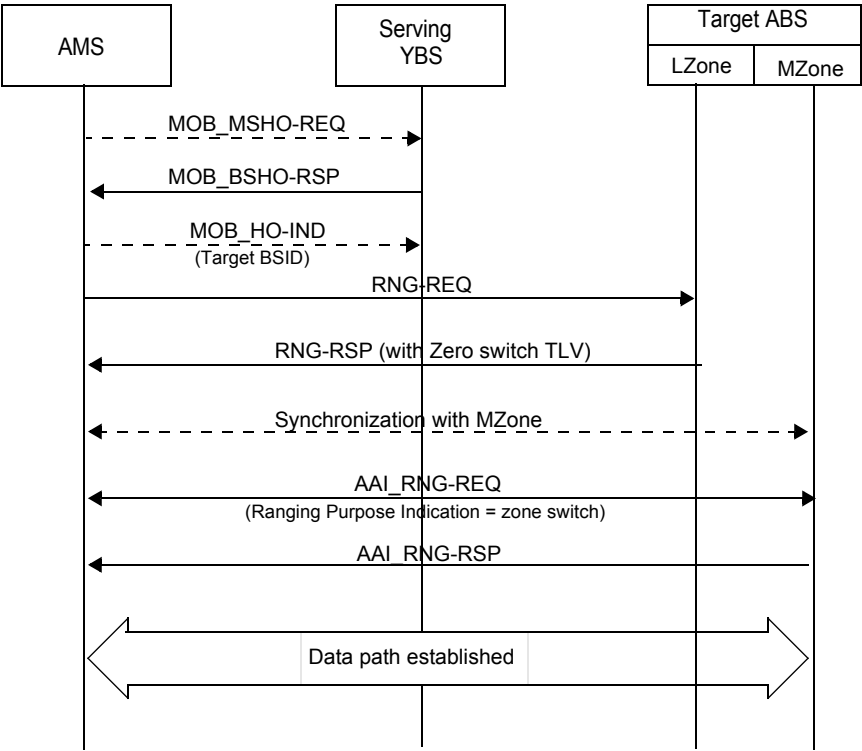 AMS
Serving
YBS
Target ABS
LZone
MZone
MOB_MSHO-REQ
MOB_BSHO-RSP
MOB_HO-IND
(Target BSID)
RNG-REQ
RNG-RSP (with Zero switch TLV)
Synchronization with MZone
AAI_RNG-REQ
(Ranging Purpose Indication = zone switch)
AAI_RNG-RSP
Data path established